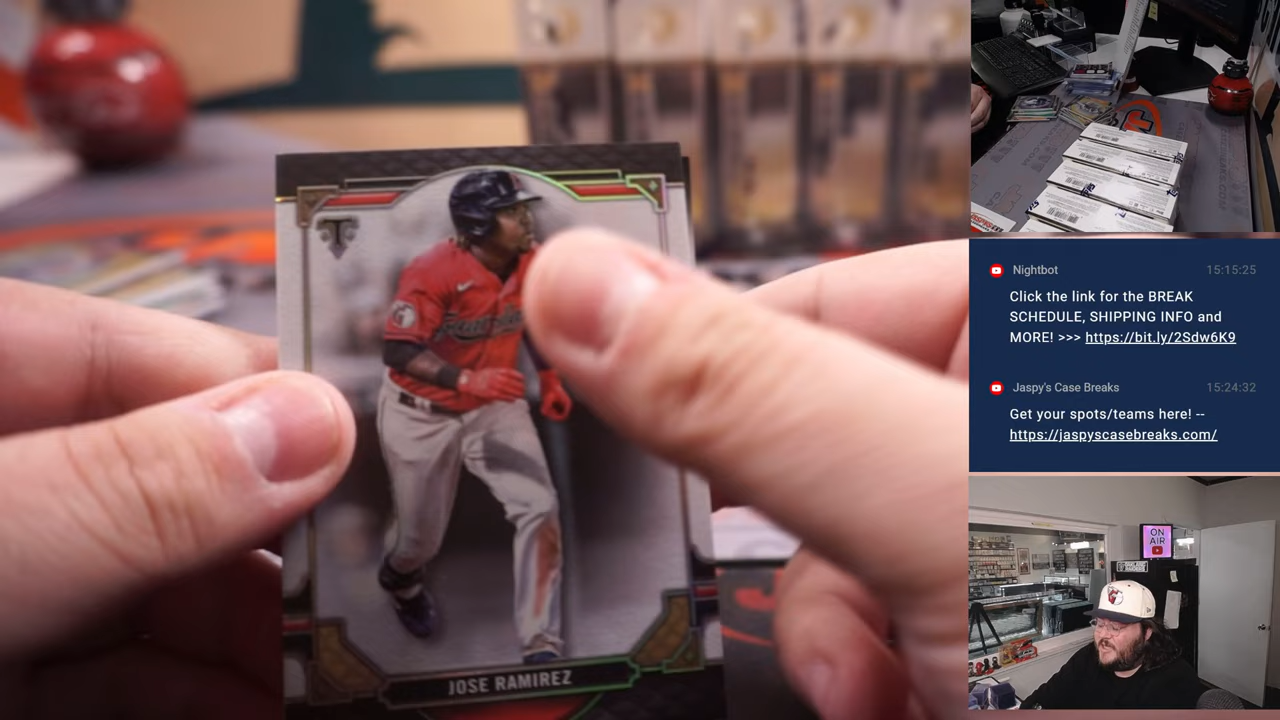 T
Guardians
JOSE RAMIREZ
Nightbot 15:15:25
Click the link for the BREAK
SCHEDULE, SHIPPING INFO and
MORE! >>> https://bit.ly/2Sdw6K9
Jaspy's Case Breaks 15:24:32
Get your spots/teams here! --
https://jaspyscasebreaks.com/
ON
AIR